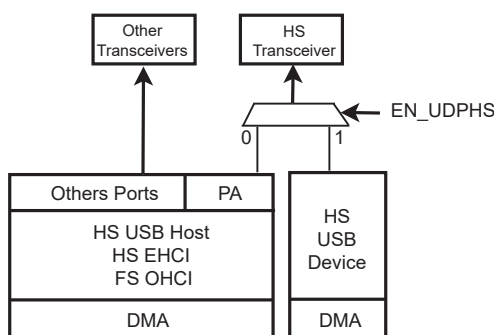 Other
Transceivers
HS
Transceiver
EN_UDPHS
0
1
Others Ports
PA
HS USB Host
HS EHCI
FS OHCI
DMA
HS
USB
Device
DMA